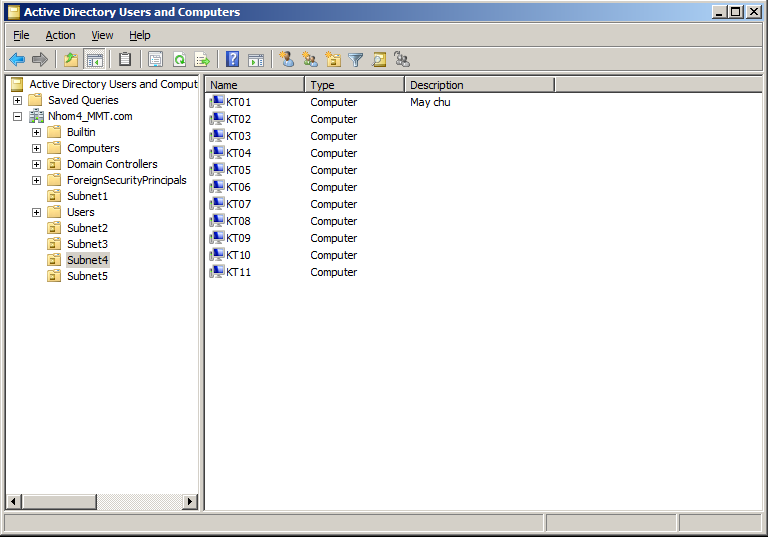 Active Directory Users and Computers
File Action View Help
Active Directory Users and Comput
Saved Queries
Nhom4_MMT.com
Builtin
Computers
Domain Controllers
ForeignSecurityPrincipals
Subnet1
Users
Subnet2
Subnet3
Subnet4
Subnet5
Name Type Description
KT01 Computer May chu
KT02 Computer
KT03 Computer
KT04 Computer
KT05 Computer
KT06 Computer
KT07 Computer
KT08 Computer
KT09 Computer
KT10 Computer
KT11 Computer